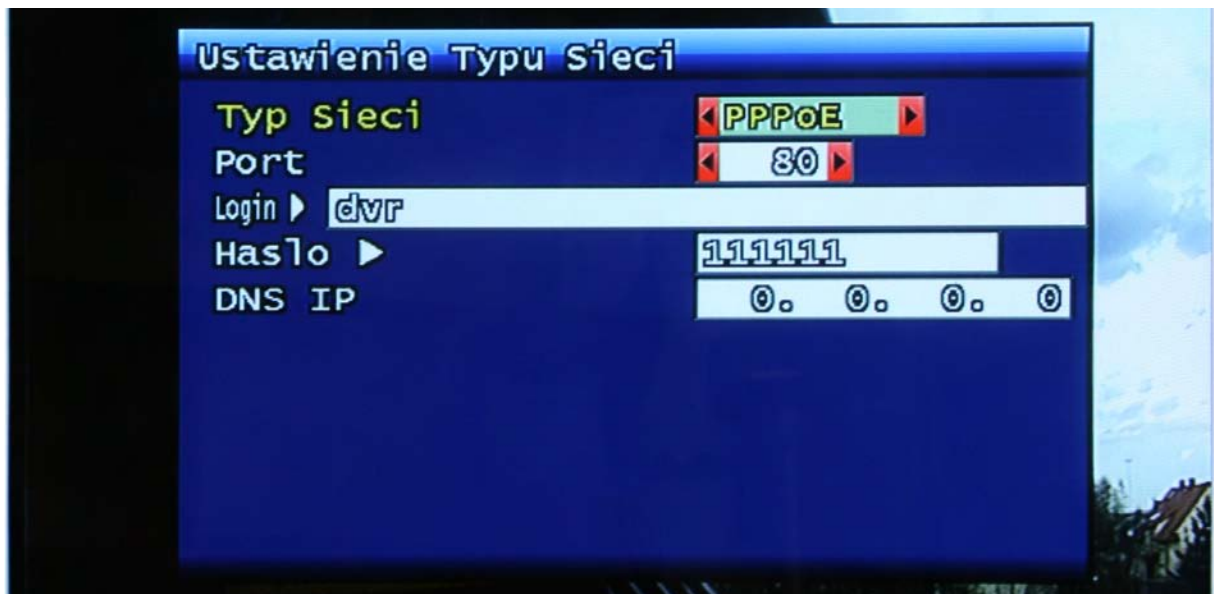 Ustawienie Typu Sieci
Typ Sieci PPPoE
Port 80
Login dvr
Haslo 111111
DNS IP 0. 0. 0. 0